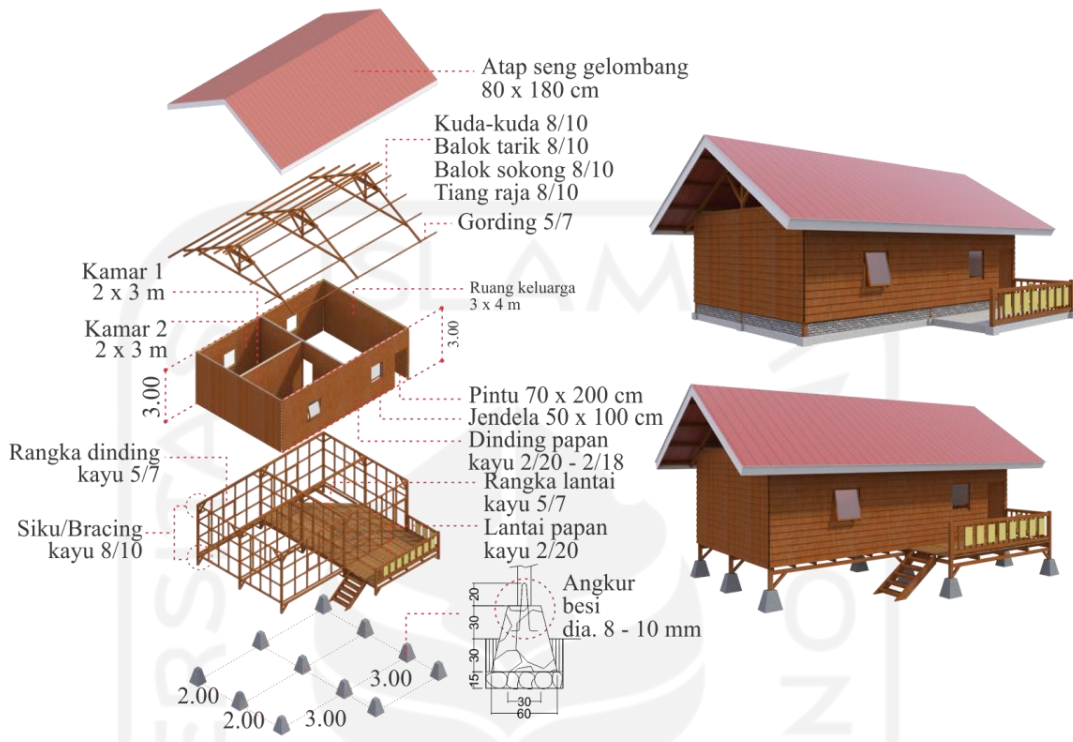 Atap seng gelombang
80 x 180 cm
Kuda-kuda 8/10
Balok tarik 8/10
Balok sokong 8/10
Tiang raja 8/10
Gording 5/7
Kamar 1
2 x 3 m
Ruang keluarga
3 x 4 m
Kamar 2
2 x 3 m
3.00
3.00
Pintu 70 x 200 cm
Jendela 50 x 100 cm
Dinding papan
kayu 2/20 - 2/18
Rangka dinding
kayu 5/7
Rangka lantai
kayu 5/7
Siku/Bracing
kayu 8/10
Lantai papan
kayu 2/20
Angkur
besi
dia. 8 - 10 mm
20
30
30
15
30
60
2.00
2.00
3.00
3.00
ISLAM